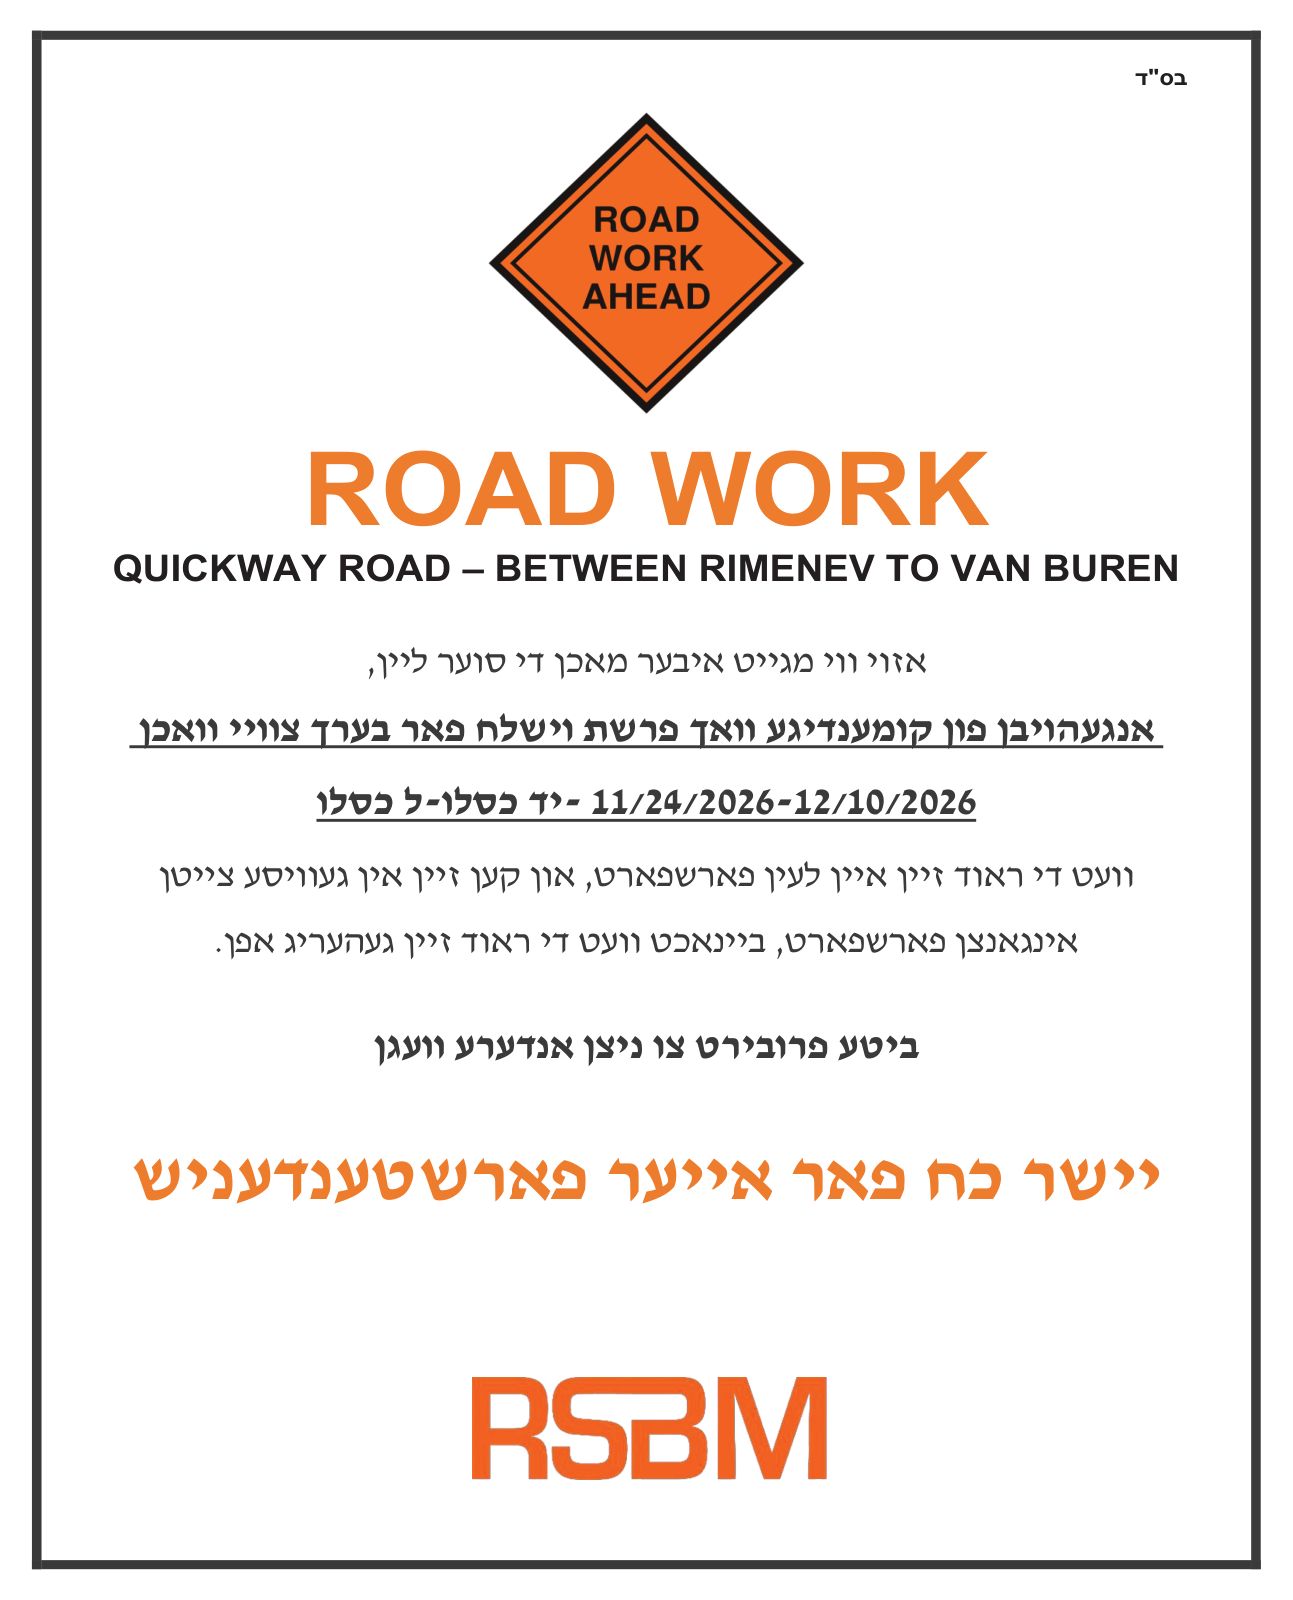 בס"ד
ROAD
WORK
AHEAD
ROAD WORK
QUICKWAY ROAD – BETWEEN RIMENEV TO VAN BUREN
אזוי ווי מגייט איבער מאכן די סוער ליין,
אנגעהויבן פון קומענדיגע וואך פרשת וישלח פאר בערך צוויי וואכן
11/24/2026-12/10/2026 -יד כסלו-ל כסלו
וועט די ראוד זיין איין לעין פארשפארט, און קען זיין אין געוויסע צייטן
אינגאנצן פארשפארט, ביינאכט וועט די ראוד זיין געהעריג אפן.
ביטע פרובירט צו ניצן אנדערע וועגן
יישר כח פאר אייער פארשטענדעניש
RSBM